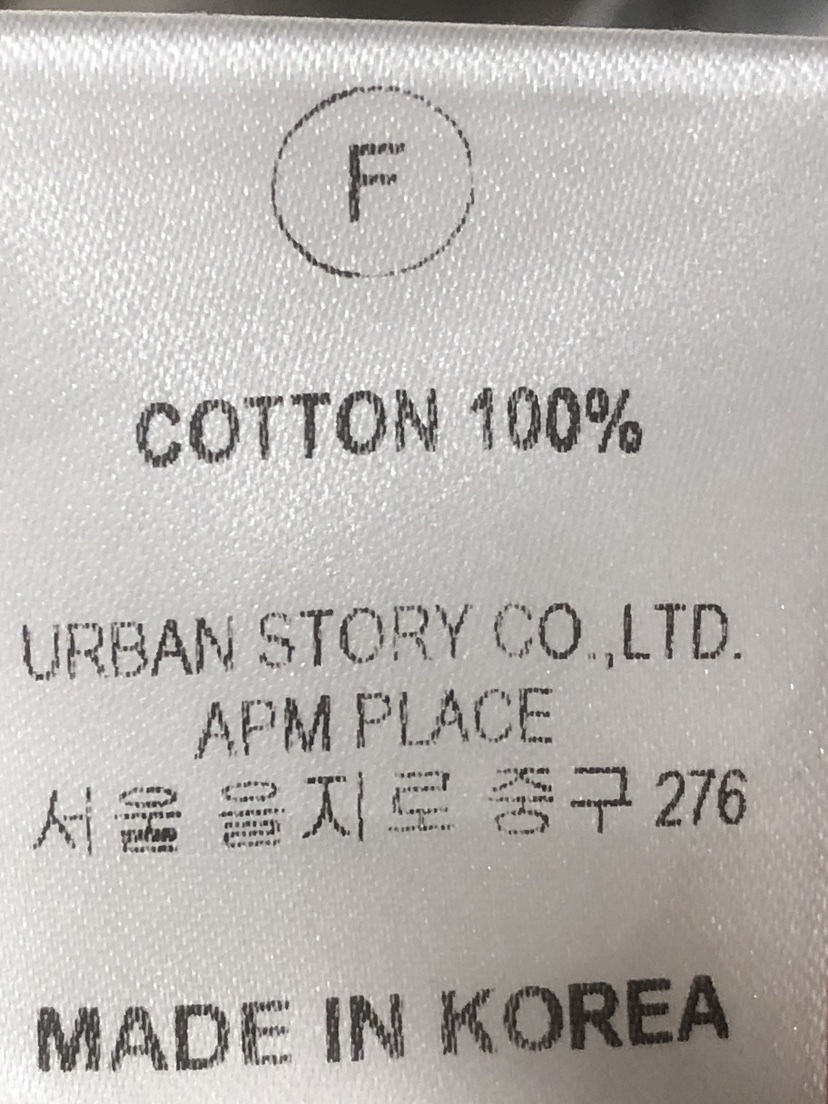 F
COTTON 100%
URBAN STORY CO.,LTD.
APM PLACE
서울 을지로 중구 276
MADE IN KOREA